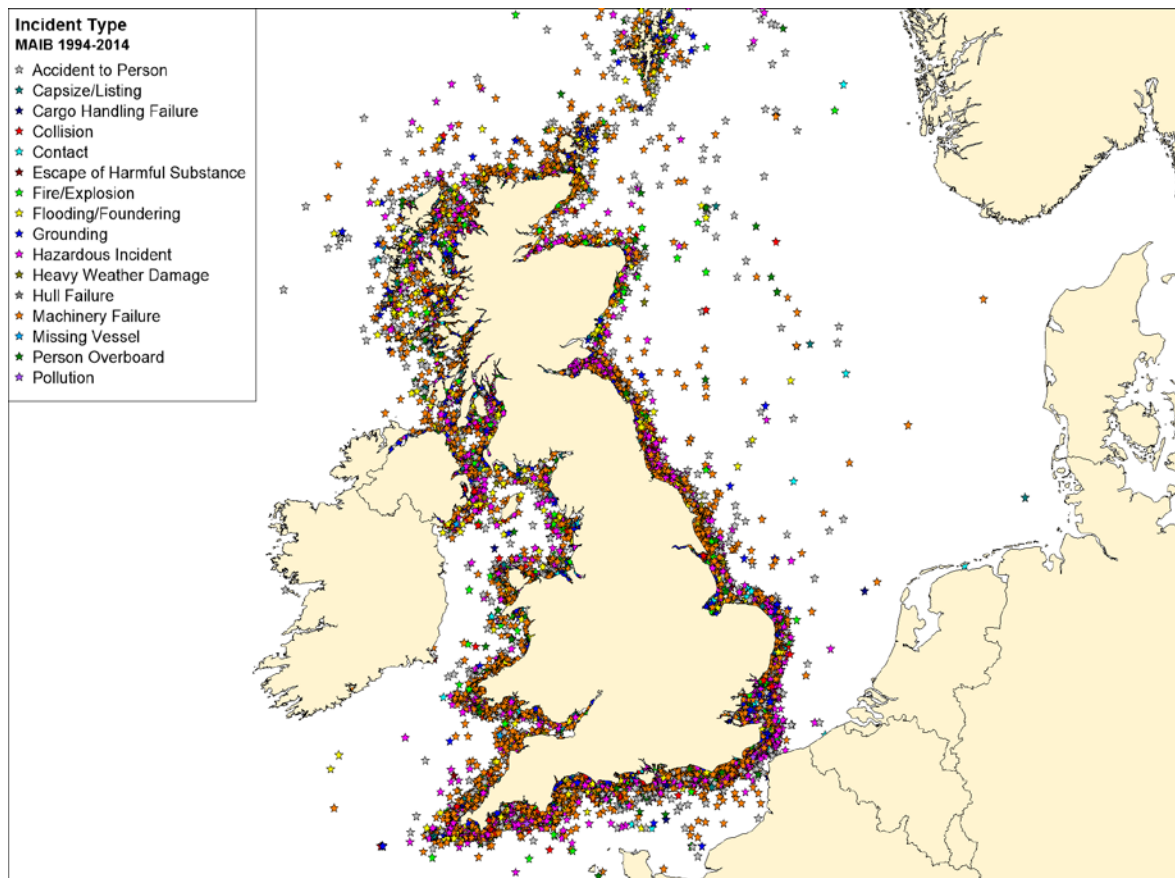 Incident Type
MAIB 1994-2014
Accident to Person
Capsize/Listing
Cargo Handling Failure
Collision
Contact
Escape of Harmful Substance
Fire/Explosion
Flooding/Foundering
Grounding
Hazardous Incident
Heavy Weather Damage
Hull Failure
Machinery Failure
Missing Vessel
Person Overboard
Pollution